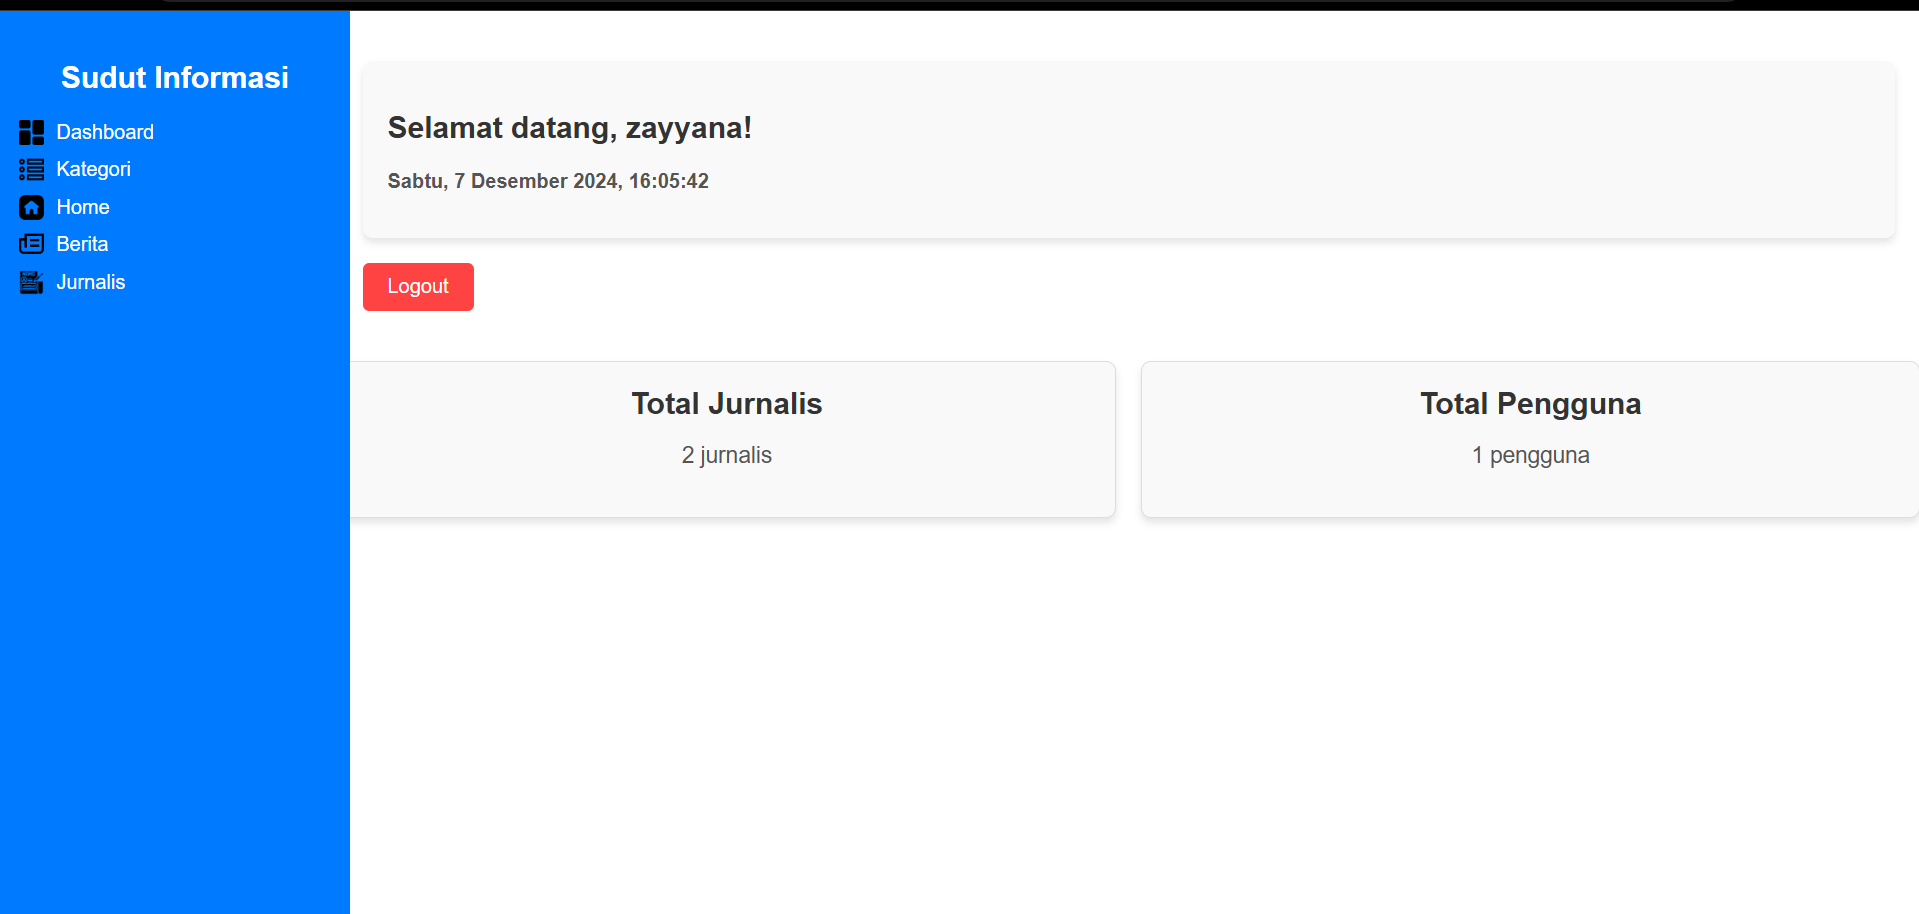 Sudut Informasi
Dashboard
Kategori
Home
Berita
Jurnalis
Selamat datang, zayyana!
Sabtu, 7 Desember 2024, 16:05:42
Logout
Total Jurnalis
2 jurnalis
Total Pengguna
1 pengguna